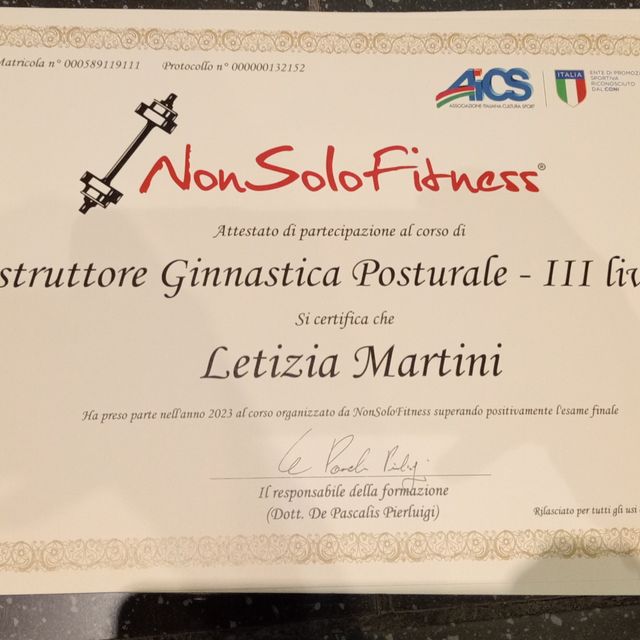 Matricola n° 000589119111 Protocollo n° 000000132152
AiCS
ASSOCIAZIONE ITALIANA CULTURA SPORT
ITALIA
ENTE DI PROMOZI
SPORTIVA
RICONOSCIUTO
DAL CONI
NonSoloFitness®
Attestato di partecipazione al corso di
struttore Ginnastica Posturale - III liv
Si certifica che
Letizia Martini
Ha preso parte nell'anno 2023 al corso organizzato da NonSoloFitness superando positivamente l'esame finale
Il responsabile della formazione
(Dott. De Pascalis Pierluigi)
Rilasciato per tutti gli usi